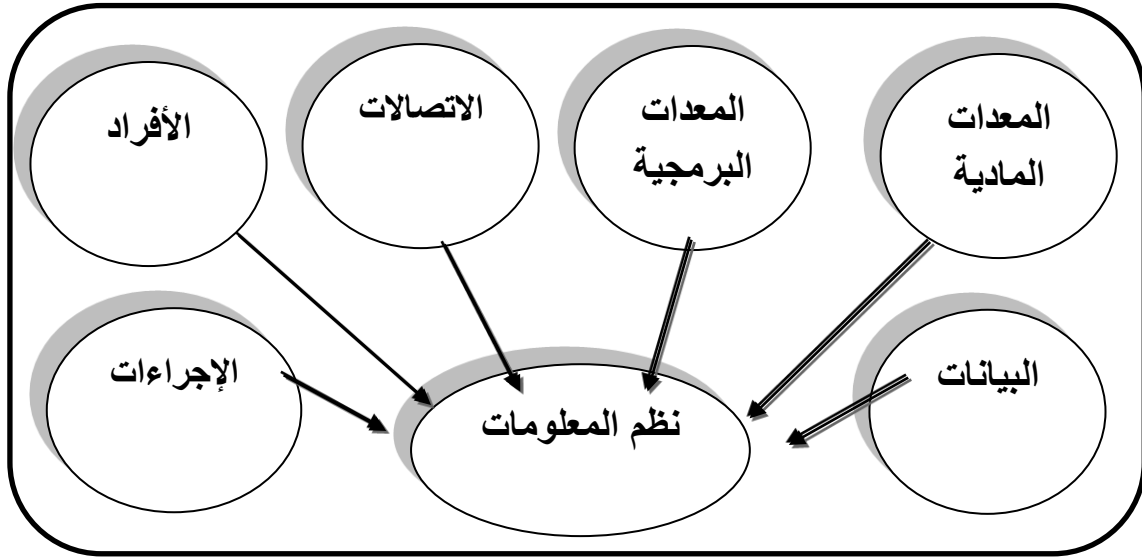 المعدات
المادية
المعدات
البرمجية
الاتصالات
الأفراد
البيانات
نظم المعلومات
الإجراءات